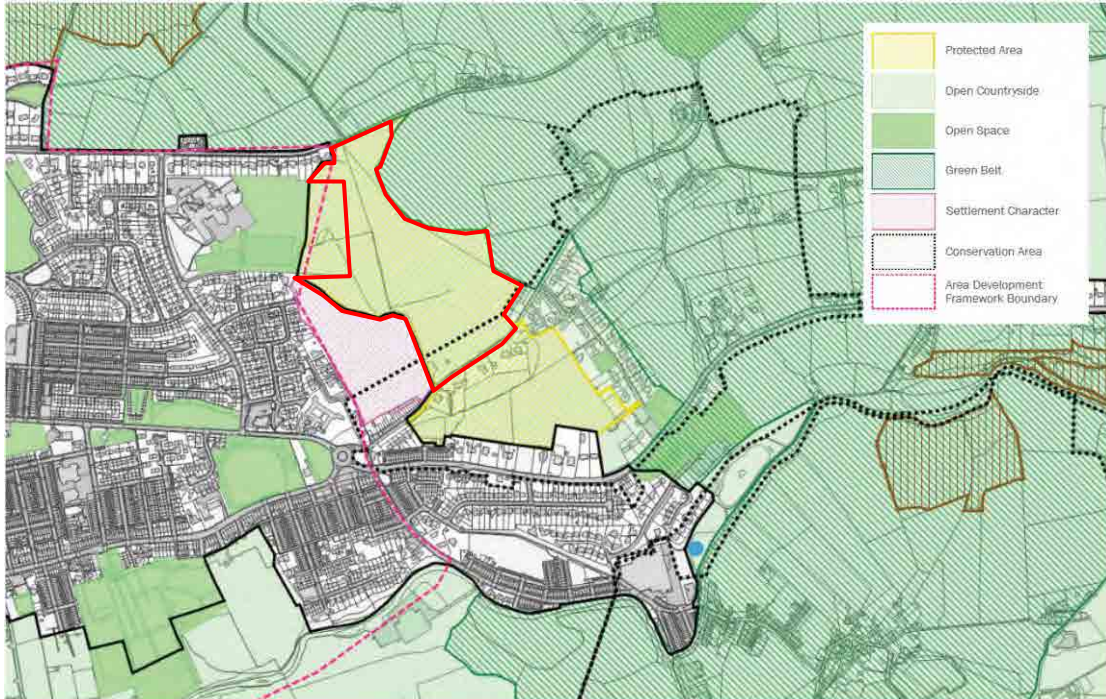 Protected Area
Open Countryside
Open Space
Green Belt
Settlement Character
Conservation Area
Area Development
Framework Boundary